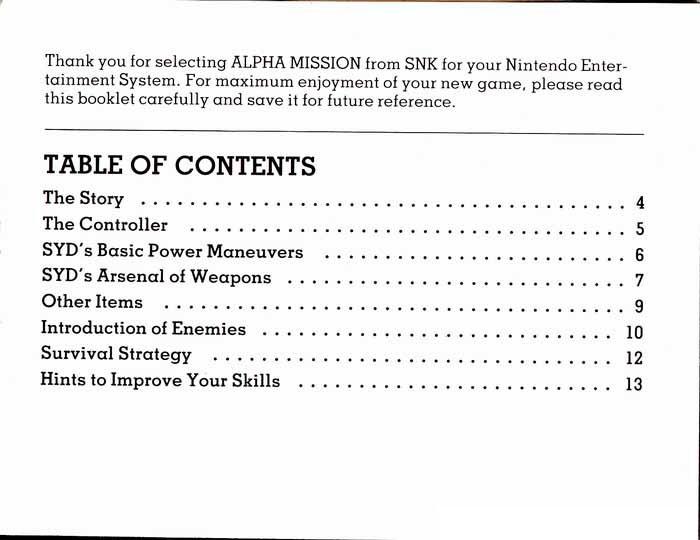 Thank you for selecting ALPHA MISSION from SNK for your Nintendo Enter-
tainment System. For maximum enjoyment of your new game, please read
this booklet carefully and save it for future reference.
TABLE OF CONTENTS
The Story . . . . . . . . . . . . . . . . . . . . . . . . . . . . . . . . . . . . . . . . 4
The Controller . . . . . . . . . . . . . . . . . . . . . . . . . . . . . . . . . . . . 5
SYD's Basic Power Maneuvers . . . . . . . . . . . . . . . . . . . . . . . . . 6
SYD's Arsenal of Weapons . . . . . . . . . . . . . . . . . . . . . . . . . . . . 7
Other Items . . . . . . . . . . . . . . . . . . . . . . . . . . . . . . . . . . . . . . 9
Introduction of Enemies . . . . . . . . . . . . . . . . . . . . . . . . . . . . . 10
Survival Strategy . . . . . . . . . . . . . . . . . . . . . . . . . . . . . . . . . 12
Hints to Improve Your Skills . . . . . . . . . . . . . . . . . . . . . . . . . . 13